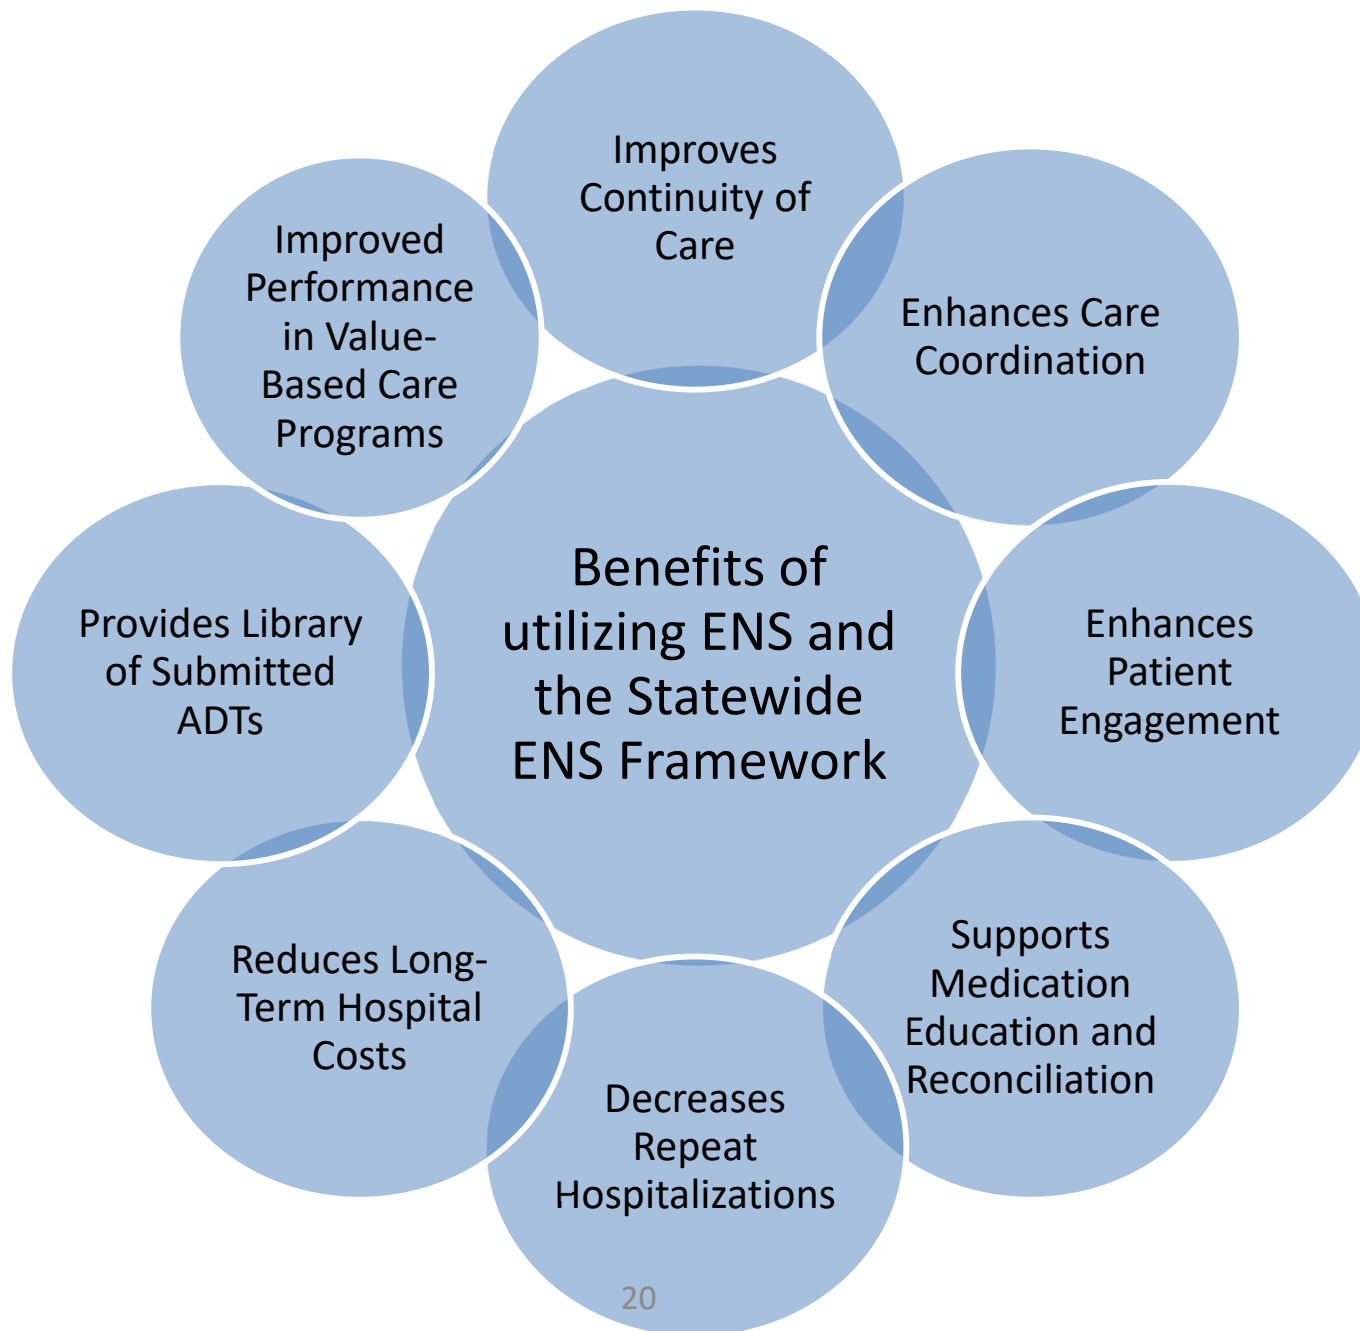 Improves
Continuity of
Care
Enhances Care
Coordination
Enhances
Patient
Engagement
Supports
Medication
Education and
Reconciliation
Decreases
Repeat
Hospitalizations
Reduces Long-
Term Hospital
Costs
Provides Library
of Submitted
ADTs
Improved
Performance
in Value-
Based Care
Programs
Benefits of
utilizing ENS and
the Statewide
ENS Framework
20